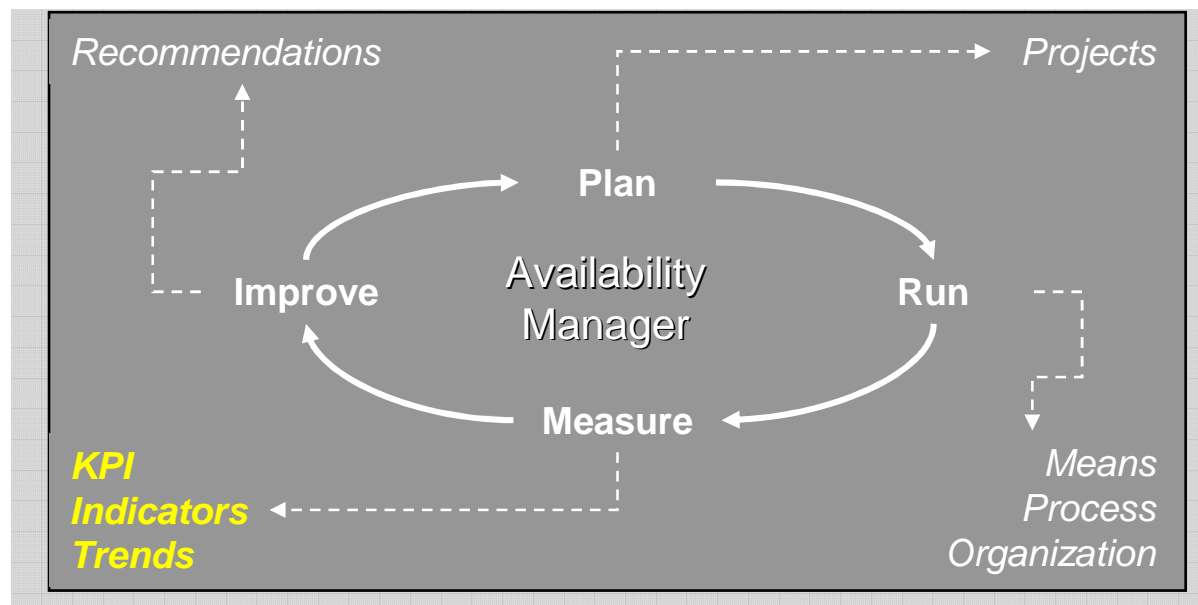 Recommendations
Projects
Plan
Improve
Availability
Manager
Run
Measure
KPI
Indicators
Trends
Means
Process
Organization